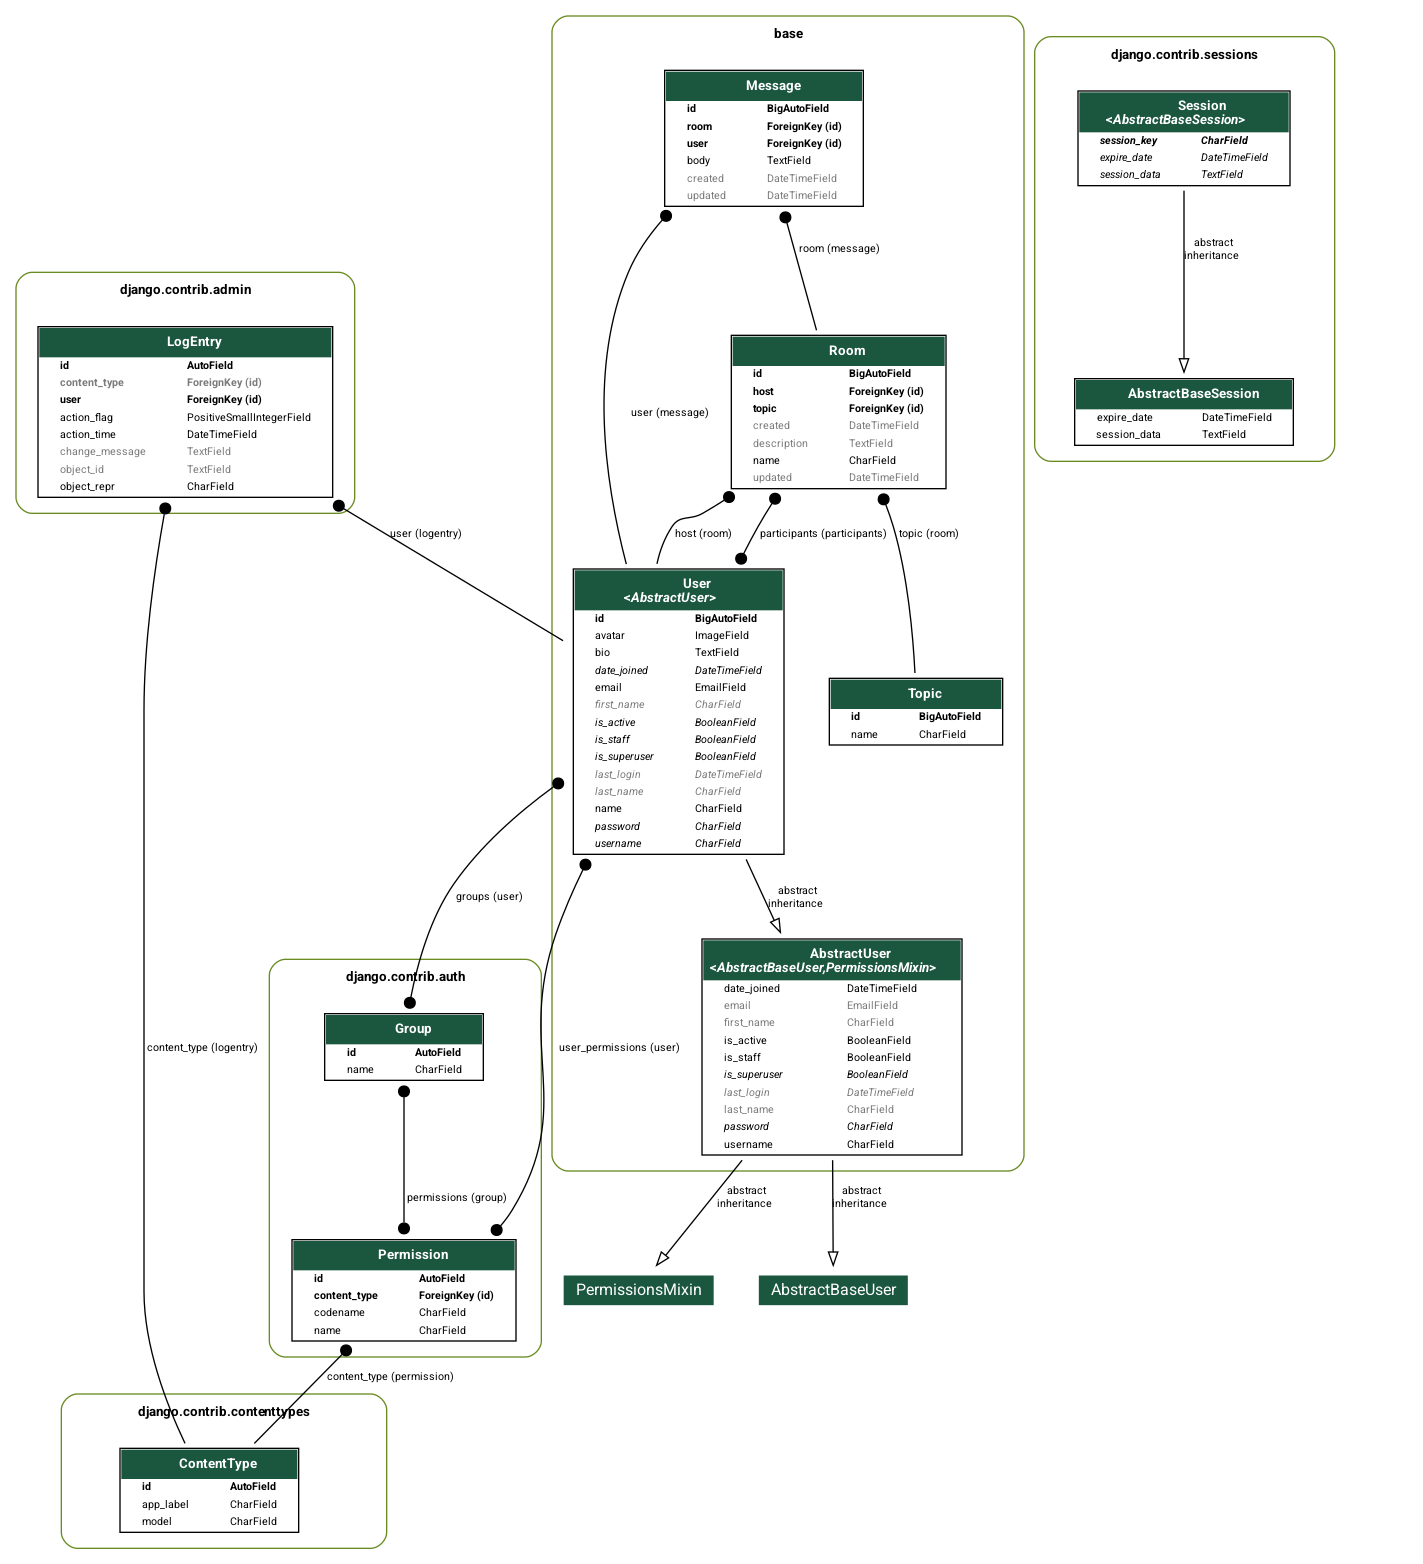 base
Message
id BigAutoField
room ForeignKey (id)
user ForeignKey (id)
body TextField
created DateTimeField
updated DateTimeField
django.contrib.sessions
Session
<AbstractBaseSession>
session_key CharField
expire_date DateTimeField
session_data TextField
room (message)
abstract
inheritance
django.contrib.admin
LogEntry
id AutoField
content_type ForeignKey (id)
user ForeignKey (id)
action_flag PositiveSmallIntegerField
action_time DateTimeField
change_message TextField
object_id TextField
object_repr CharField
Room
id BigAutoField
host ForeignKey (id)
topic ForeignKey (id)
created DateTimeField
description TextField
name CharField
updated DateTimeField
AbstractBaseSession
expire_date DateTimeField
session_data TextField
user (message)
user (logentry)
host (room)
participants (participants)
topic (room)
User
<AbstractUser>
id BigAutoField
avatar ImageField
bio TextField
date_joined DateTimeField
email EmailField
first_name CharField
is_active BooleanField
is_staff BooleanField
is_superuser BooleanField
last_login DateTimeField
last_name CharField
name CharField
password CharField
username CharField
Topic
id BigAutoField
name CharField
groups (user)
abstract
inheritance
AbstractUser
<AbstractBaseUser,PermissionsMixin>
date_joined DateTimeField
email EmailField
first_name CharField
is_active BooleanField
is_staff BooleanField
is_superuser BooleanField
last_login DateTimeField
last_name CharField
password CharField
username CharField
django.contrib.auth
Group
id AutoField
name CharField
content_type (logentry)
user_permissions (user)
permissions (group)
abstract
inheritance
abstract
inheritance
Permission
id AutoField
content_type ForeignKey (id)
codename CharField
name CharField
PermissionsMixin
AbstractBaseUser
content_type (permission)
django.contrib.contenttypes
ContentType
id AutoField
app_label CharField
model CharField